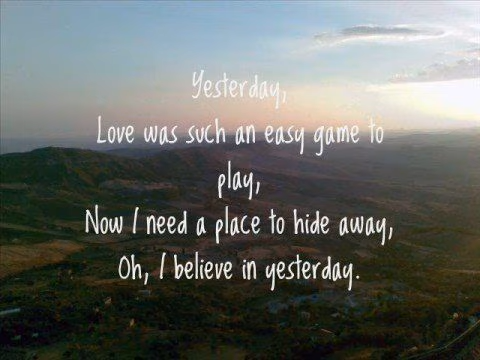 Yesterday,
Love was such an easy game to
play,
Now I need a place to hide away,
Oh, I believe in yesterday.